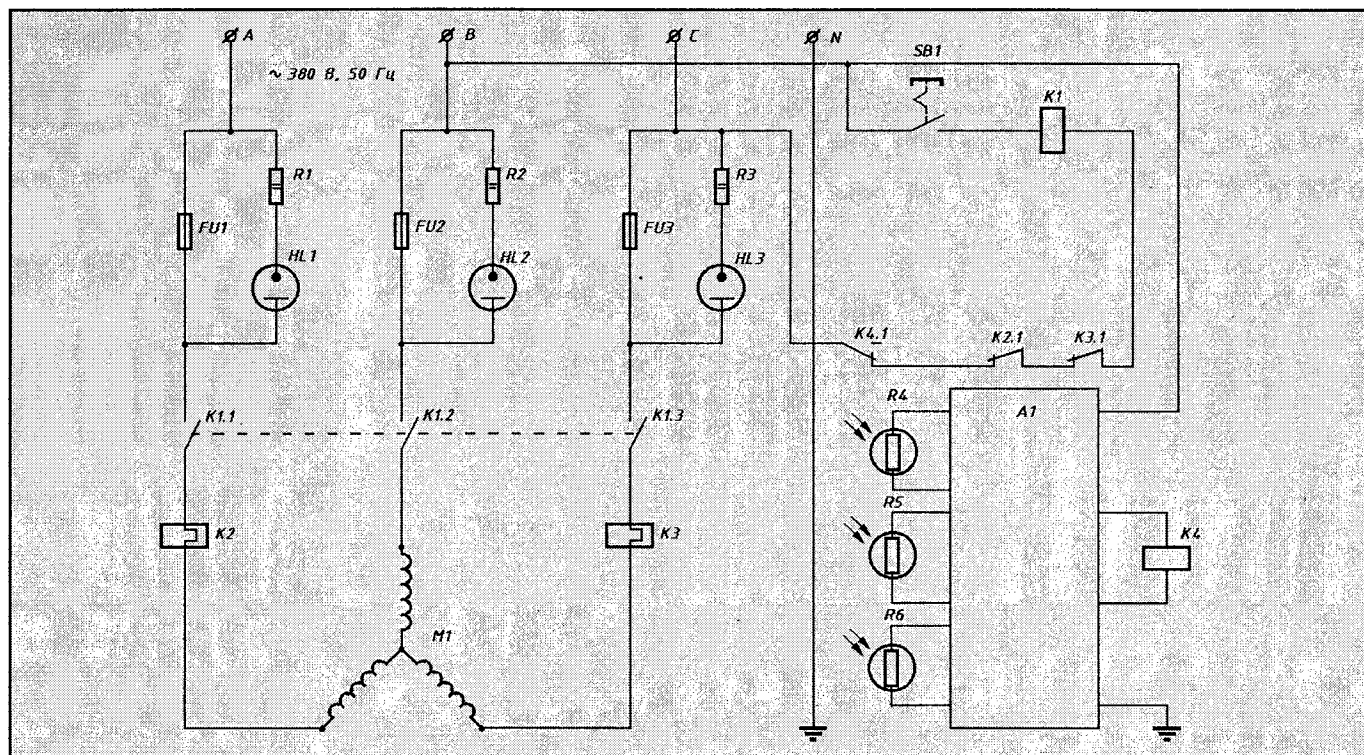 A
B
C
N
~ 380 В, 50 Гц
SB1
K1
R1
R2
R3
FU1
FU2
FU3
HL1
HL2
HL3
K4.1
K2.1
K3.1
K1.1
K1.2
K1.3
R4
A1
R5
K2
K3
K4
R6
M1